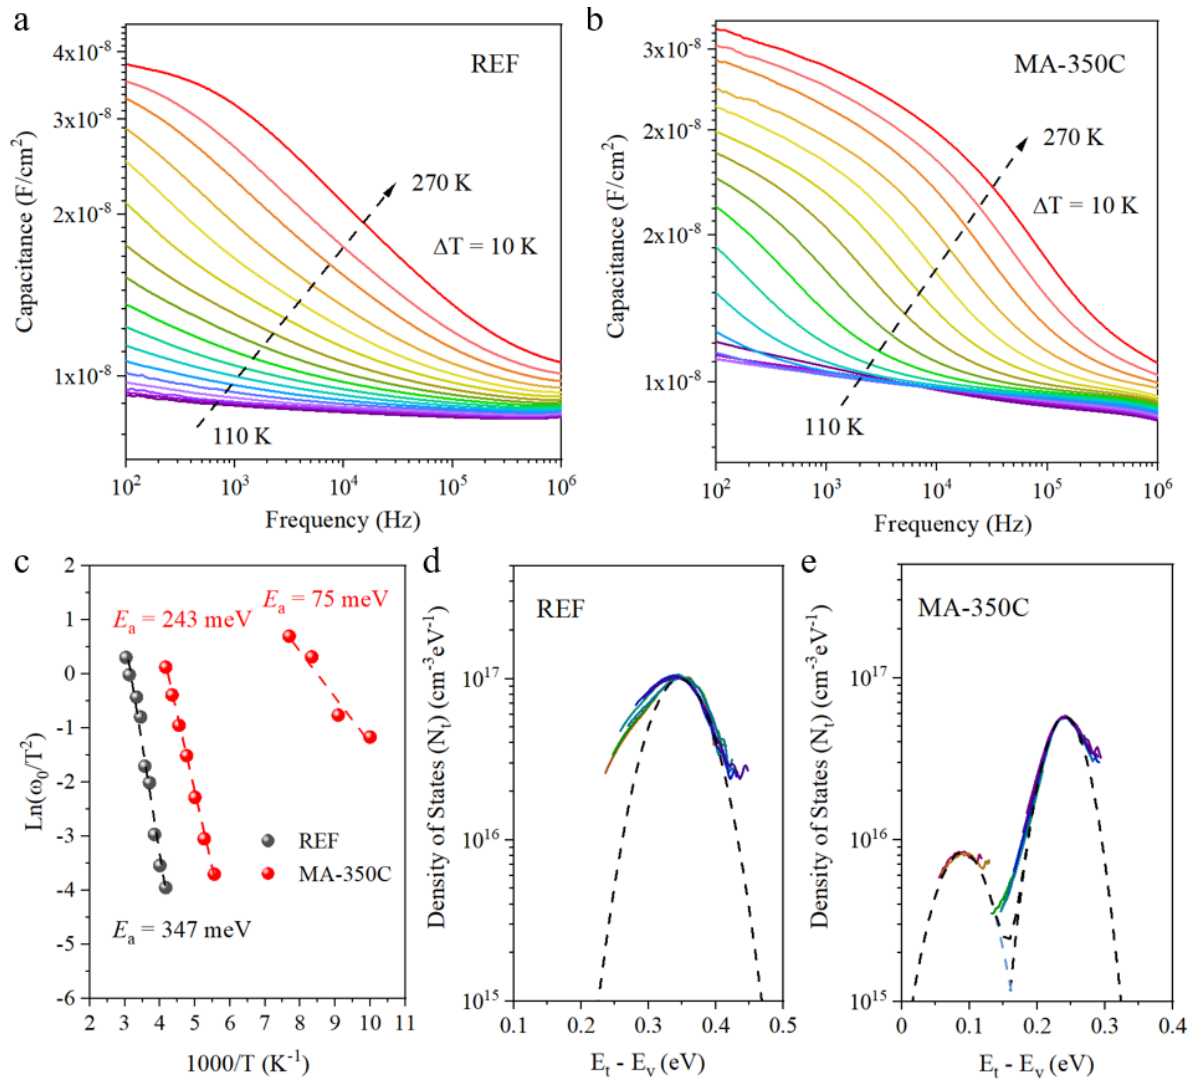 a
REF
270 K
ΔT = 10 K
110 K
4x10⁻⁸
3x10⁻⁸
2x10⁻⁸
1x10⁻⁸
Capacitance (F/cm²)
10² 10³ 10⁴ 10⁵ 10⁶
Frequency (Hz)
b
MA-350C
270 K
ΔT = 10 K
110 K
3x10⁻⁸
2x10⁻⁸
2x10⁻⁸
1x10⁻⁸
Capacitance (F/cm²)
10² 10³ 10⁴ 10⁵ 10⁶
Frequency (Hz)
c
Eₐ = 75 meV
Eₐ = 243 meV
REF
MA-350C
Eₐ = 347 meV
2
1
0
-1
-2
-3
-4
-5
-6
Ln(ω₀/T²)
2 3 4 5 6 7 8 9 10 11
1000/T (K⁻¹)
d
REF
10¹⁷
10¹⁶
10¹⁵
Density of States (Nₜ) (cm⁻³eV⁻¹)
0.1 0.2 0.3 0.4 0.5
Eₜ - Eᵥ (eV)
e
MA-350C
10¹⁷
10¹⁶
10¹⁵
Density of States (Nₜ) (cm⁻³eV⁻¹)
0 0.1 0.2 0.3 0.4
Eₜ - Eᵥ (eV)